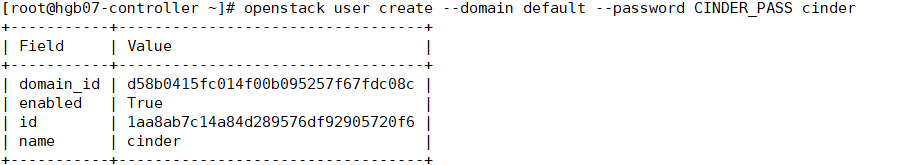 [root@hgb07-controller ~]# openstack user create --domain default --password CINDER_PASS cinder
+-----------+----------------------------------+
| Field     | Value                            |
+-----------+----------------------------------+
| domain_id | d58b0415fc014f00b095257f67fdc08c |
| enabled   | True                             |
| id        | 1aa8ab7c14a84d289576df92905720f6 |
| name      | cinder                           |
+-----------+----------------------------------+